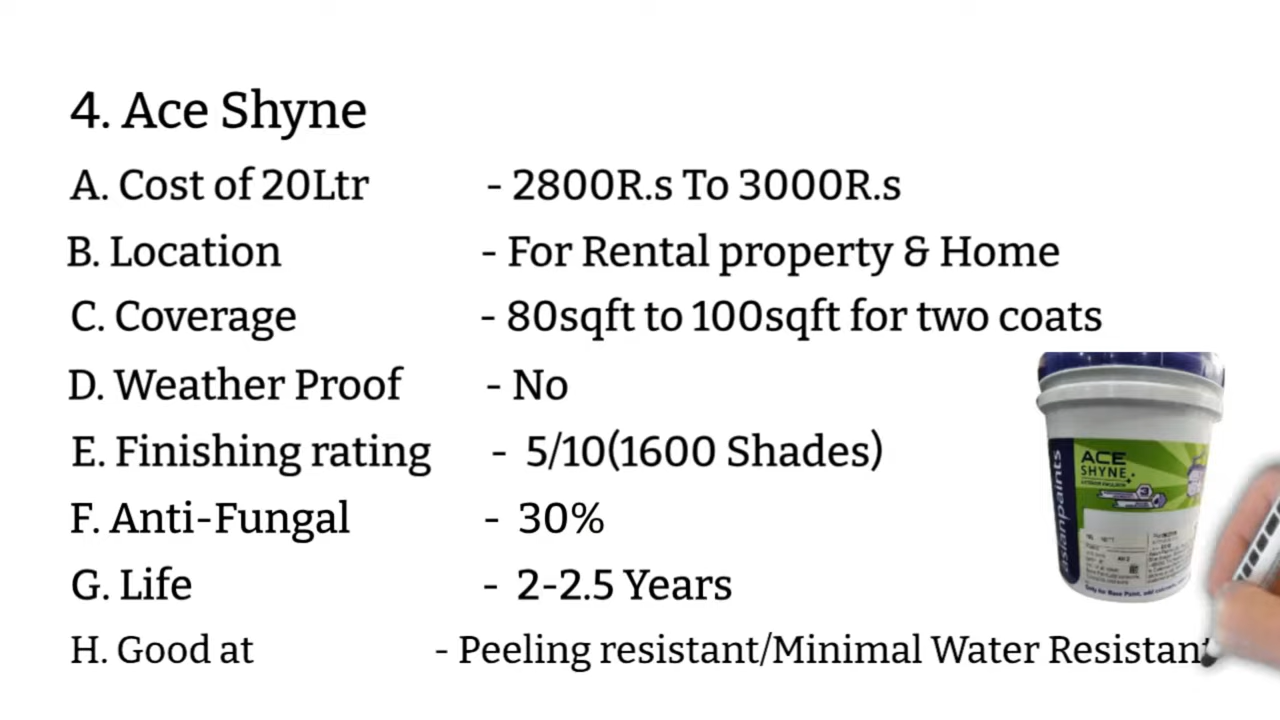 4. Ace Shyne
A. Cost of 20Ltr - 2800R.s To 3000R.s
B. Location - For Rental property & Home
C. Coverage - 80sqft to 100sqft for two coats
D. Weather Proof - No
E. Finishing rating - 5/10(1600 Shades)
F. Anti-Fungal - 30%
G. Life - 2-2.5 Years
H. Good at - Peeling resistant/Minimal Water Resistant
ACE
SHYNE
asianpaints